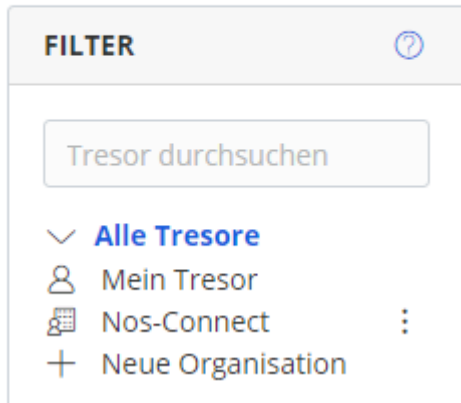 FILTER
Tresor durchsuchen
Alle Tresore
Mein Tresor
Nos-Connect
Neue Organisation